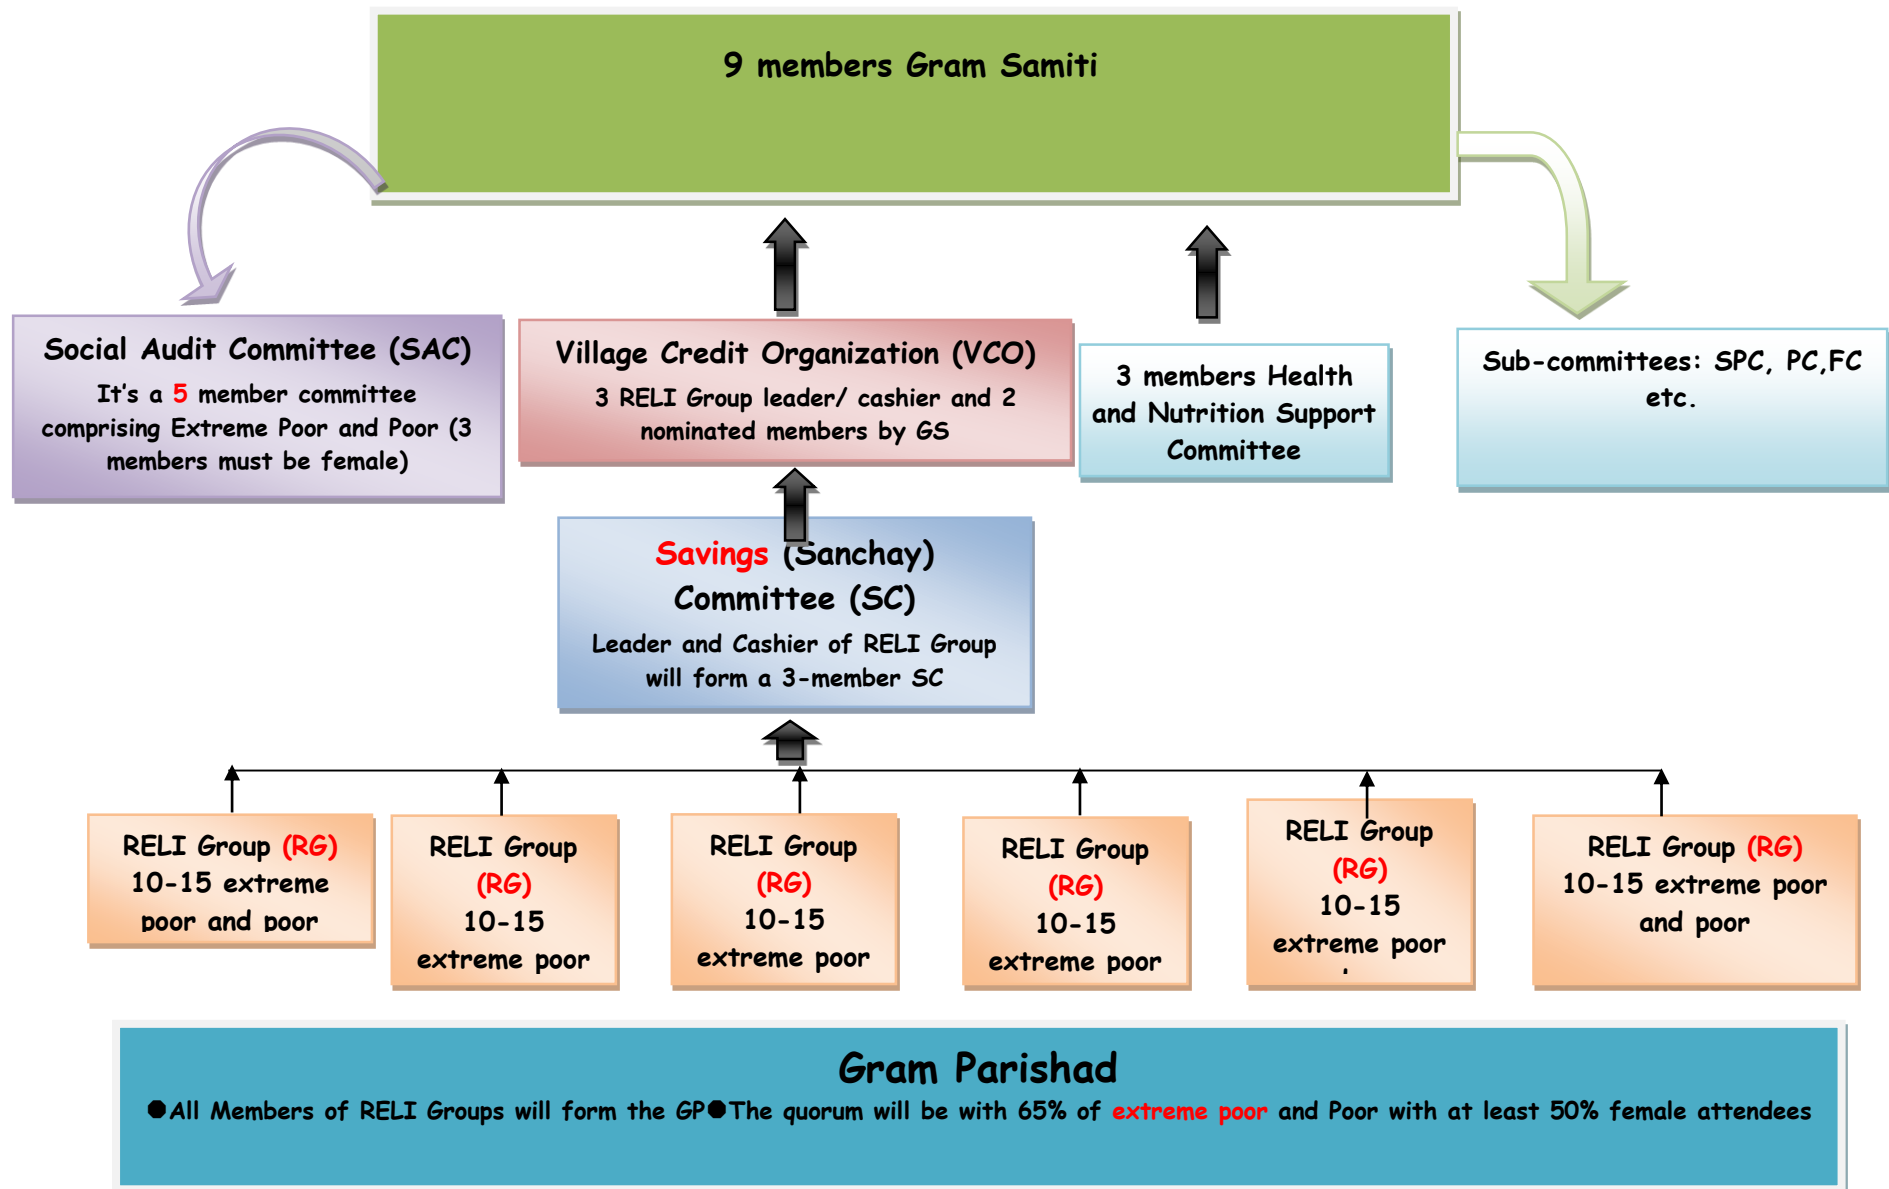 9 members Gram Samiti
Social Audit Committee (SAC)
It's a 5 member committee
comprising Extreme Poor and Poor (3
members must be female)
Village Credit Organization (VCO)
3 RELI Group leader/ cashier and 2
nominated members by GS
3 members Health
and Nutrition Support
Committee
Sub-committees: SPC, PC,FC
etc.
Savings (Sanchay)
Committee (SC)
Leader and Cashier of RELI Group
will form a 3-member SC
RELI Group (RG)
10-15 extreme
poor and poor
RELI Group
(RG)
10-15
extreme poor
RELI Group
(RG)
10-15
extreme poor
RELI Group
(RG)
10-15
extreme poor
RELI Group
(RG)
10-15
extreme poor
RELI Group (RG)
10-15 extreme poor
and poor
Gram Parishad
●All Members of RELI Groups will form the GP●The quorum will be with 65% of extreme poor and Poor with at least 50% female attendees